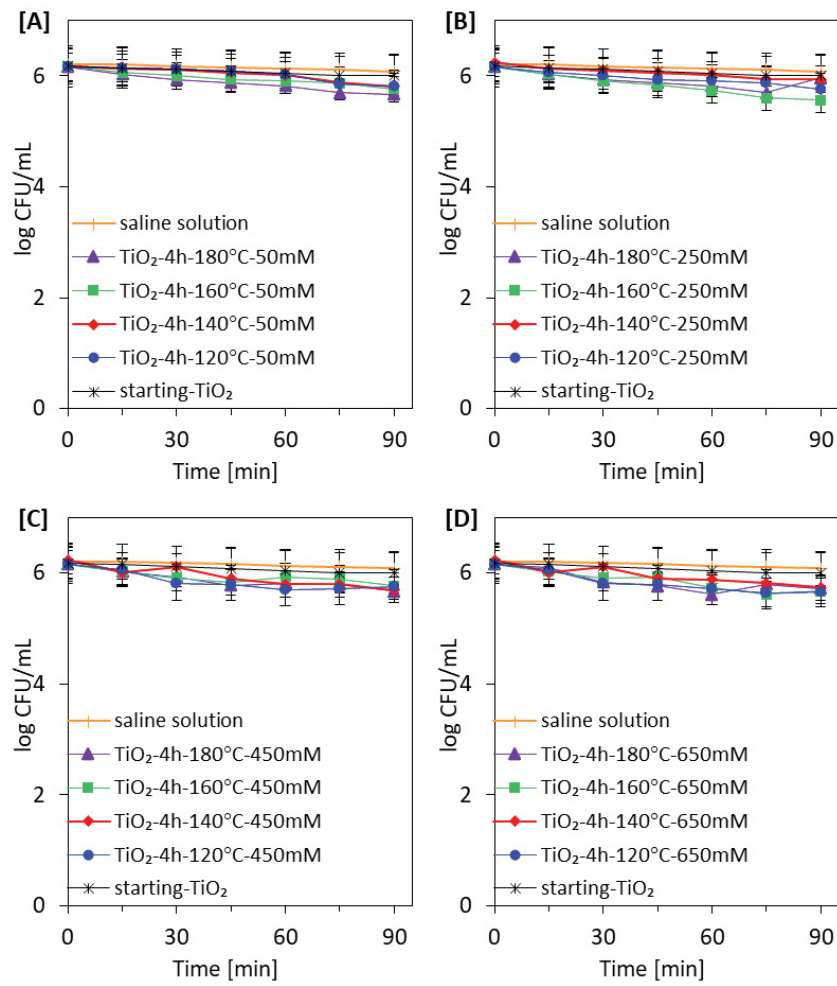 [A]
log CFU/mL
6
4
2
0
saline solution
TiO₂-4h-180°C-50mM
TiO₂-4h-160°C-50mM
TiO₂-4h-140°C-50mM
TiO₂-4h-120°C-50mM
starting-TiO₂
0 30 60 90
Time [min]
[B]
log CFU/mL
6
4
2
0
saline solution
TiO₂-4h-180°C-250mM
TiO₂-4h-160°C-250mM
TiO₂-4h-140°C-250mM
TiO₂-4h-120°C-250mM
starting-TiO₂
0 30 60 90
Time [min]
[C]
log CFU/mL
6
4
2
0
saline solution
TiO₂-4h-180°C-450mM
TiO₂-4h-160°C-450mM
TiO₂-4h-140°C-450mM
TiO₂-4h-120°C-450mM
starting-TiO₂
0 30 60 90
Time [min]
[D]
log CFU/mL
6
4
2
0
saline solution
TiO₂-4h-180°C-650mM
TiO₂-4h-160°C-650mM
TiO₂-4h-140°C-650mM
TiO₂-4h-120°C-650mM
starting-TiO₂
0 30 60 90
Time [min]